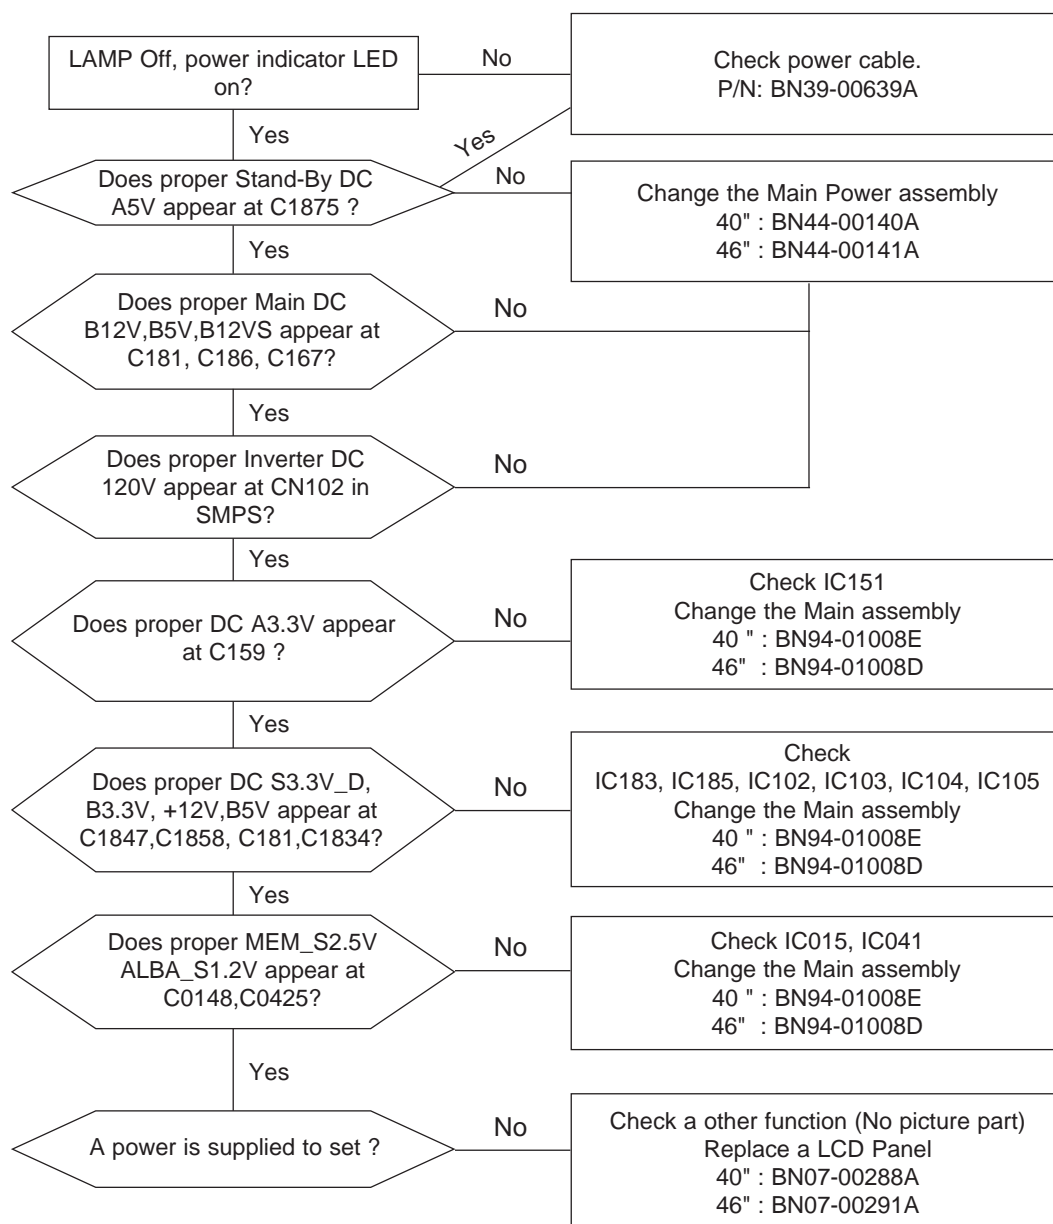 LAMP Off, power indicator LED
on?
No
Check power cable.
P/N: BN39-00639A
Yes
Yes
Does proper Stand-By DC
A5V appear at C1875 ?
No
Change the Main Power assembly
40" : BN44-00140A
46" : BN44-00141A
Yes
Does proper Main DC
B12V,B5V,B12VS appear at
C181, C186, C167?
No
Yes
Does proper Inverter DC
120V appear at CN102 in
SMPS?
No
Yes
Does proper DC A3.3V appear
at C159 ?
No
Check IC151
Change the Main assembly
40 " : BN94-01008E
46" : BN94-01008D
Yes
Does proper DC S3.3V_D,
B3.3V, +12V,B5V appear at
C1847,C1858, C181,C1834?
No
Check
IC183, IC185, IC102, IC103, IC104, IC105
Change the Main assembly
40 " : BN94-01008E
46" : BN94-01008D
Yes
Does proper MEM_S2.5V
ALBA_S1.2V appear at
C0148,C0425?
No
Check IC015, IC041
Change the Main assembly
40 " : BN94-01008E
46" : BN94-01008D
Yes
A power is supplied to set ?
No
Check a other function (No picture part)
Replace a LCD Panel
40" : BN07-00288A
46" : BN07-00291A